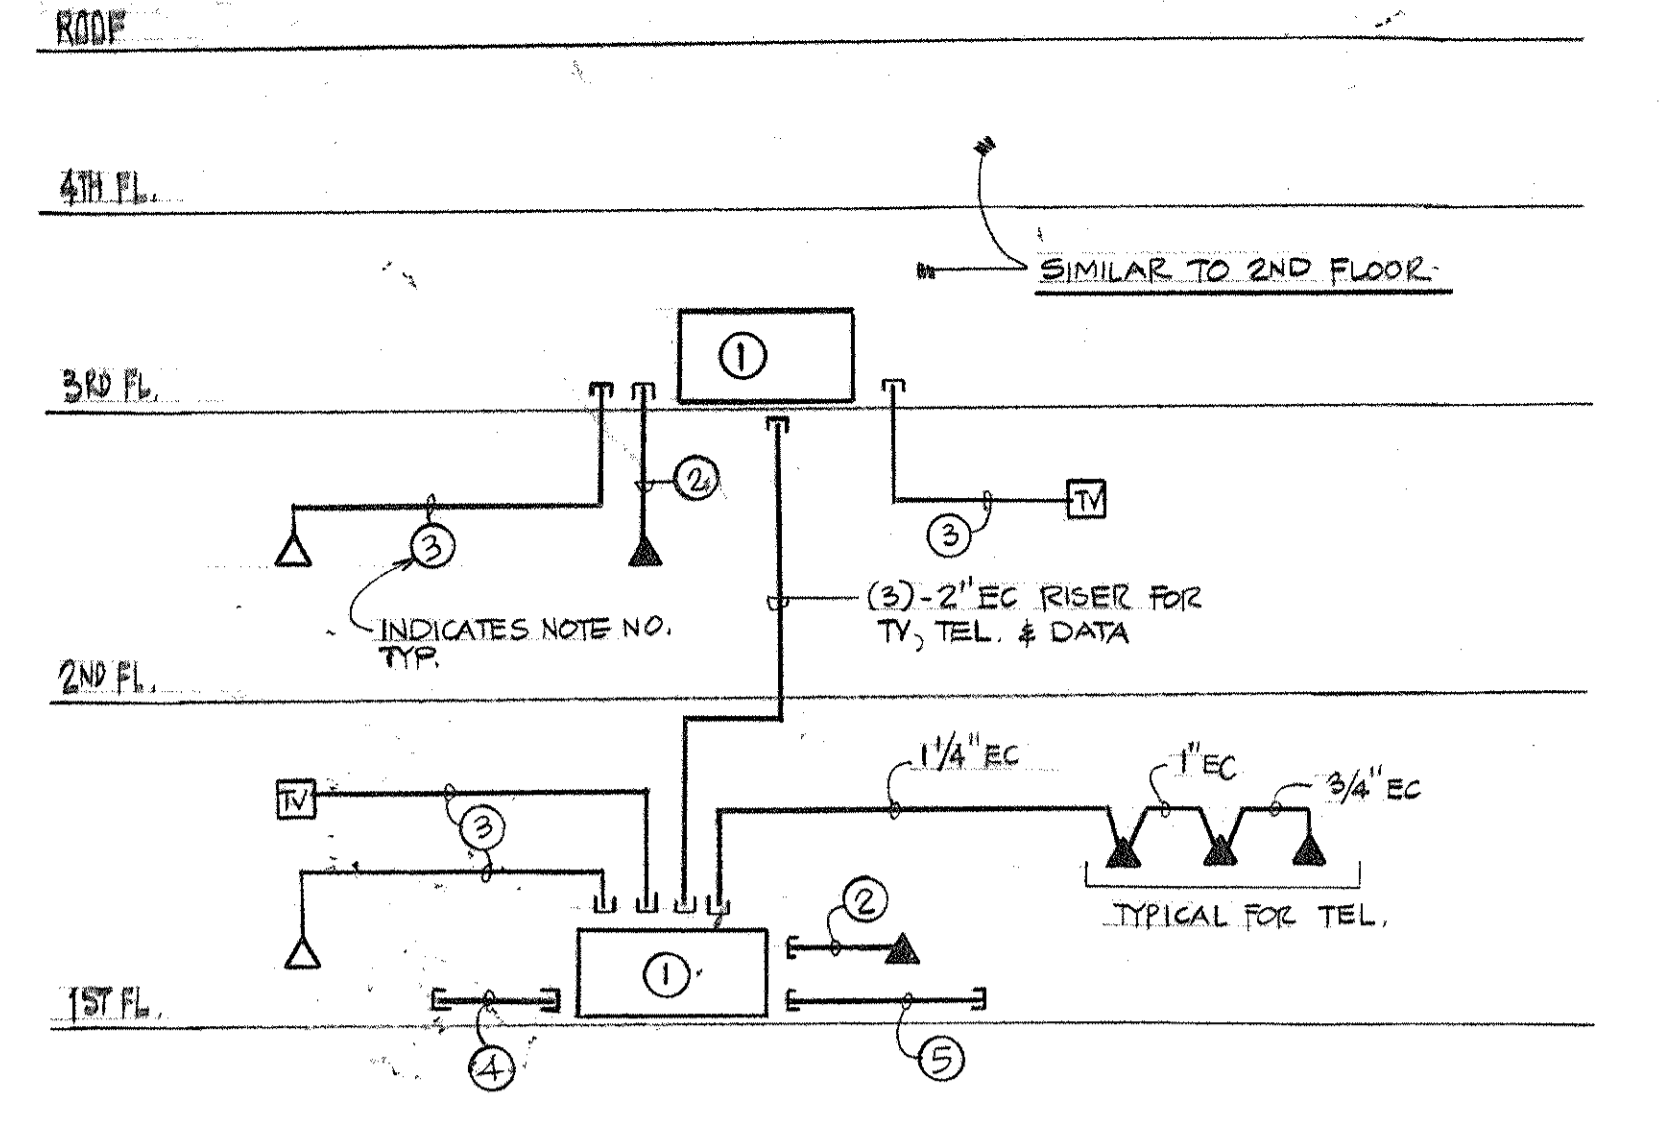 ROOF
4TH FL.
SIMILAR TO 2ND FLOOR
1
3RD FL.
2
TV
3
3
(3)-2" EC RISER FOR
TV, TEL. & DATA
INDICATES NOTE NO.
TYP.
2ND FL.
1 1/4" EC
1" EC
3/4" EC
TV
3
2
TYPICAL FOR TEL.
1
1ST FL.
4
5